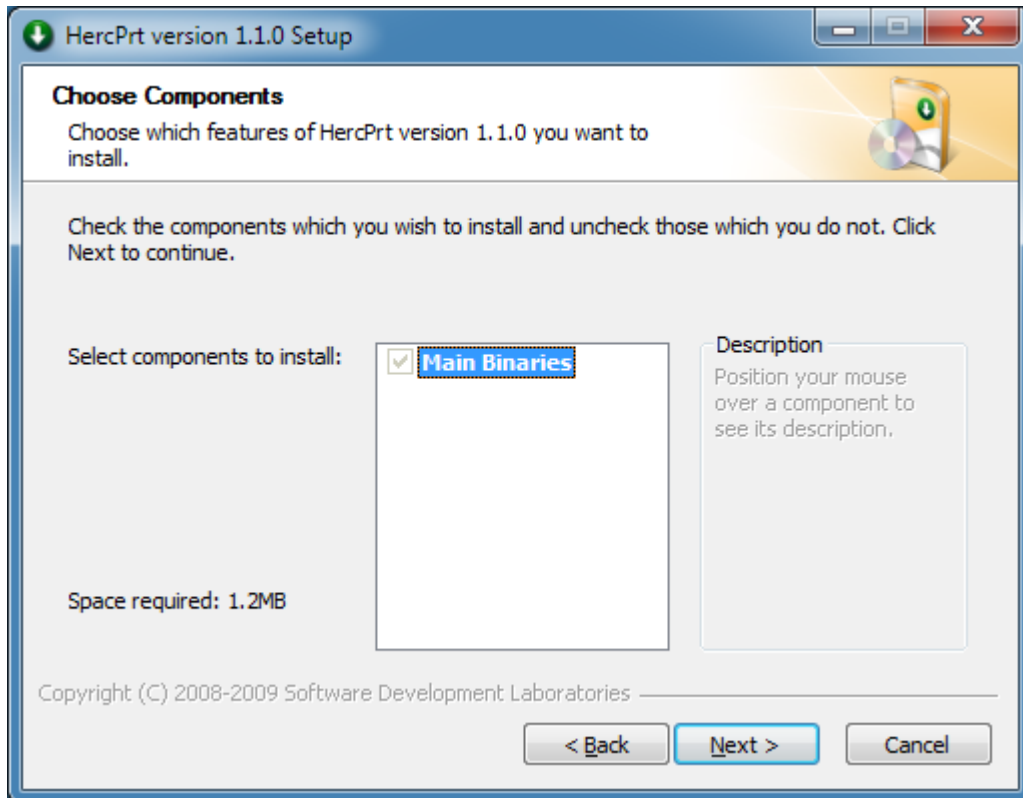 HercPrt version 1.1.0 Setup
Choose Components
Choose which features of HercPrt version 1.1.0 you want to
install.
Check the components which you wish to install and uncheck those which you do not. Click
Next to continue.
Select components to install:
Main Binaries
Description
Position your mouse
over a component to
see its description.
Space required: 1.2MB
Copyright (C) 2008-2009 Software Development Laboratories
< Back
Next >
Cancel